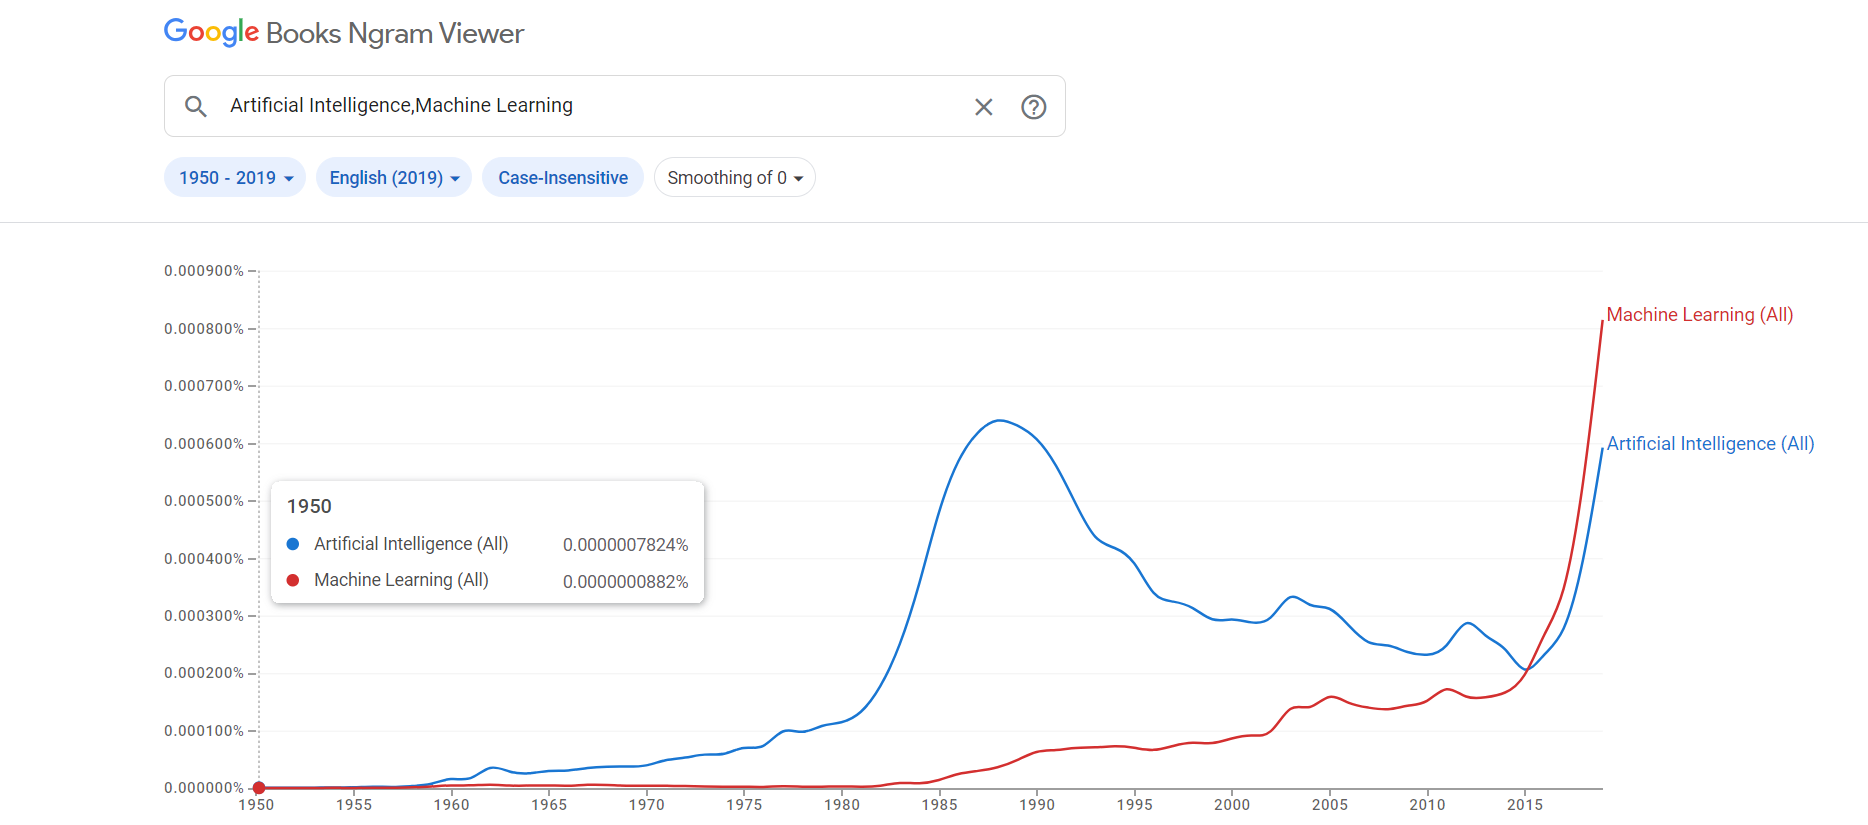 Google Books Ngram Viewer
Artificial Intelligence,Machine Learning
1950 - 2019 English (2019) Case-Insensitive Smoothing of 0
0.000900%
0.000800%
0.000700%
0.000600%
0.000500%
0.000400%
0.000300%
0.000200%
0.000100%
0.000000%
Machine Learning (All)
Artificial Intelligence (All)
1950
Artificial Intelligence (All) 0.0000007824%
Machine Learning (All) 0.0000000882%
1950 1955 1960 1965 1970 1975 1980 1985 1990 1995 2000 2005 2010 2015